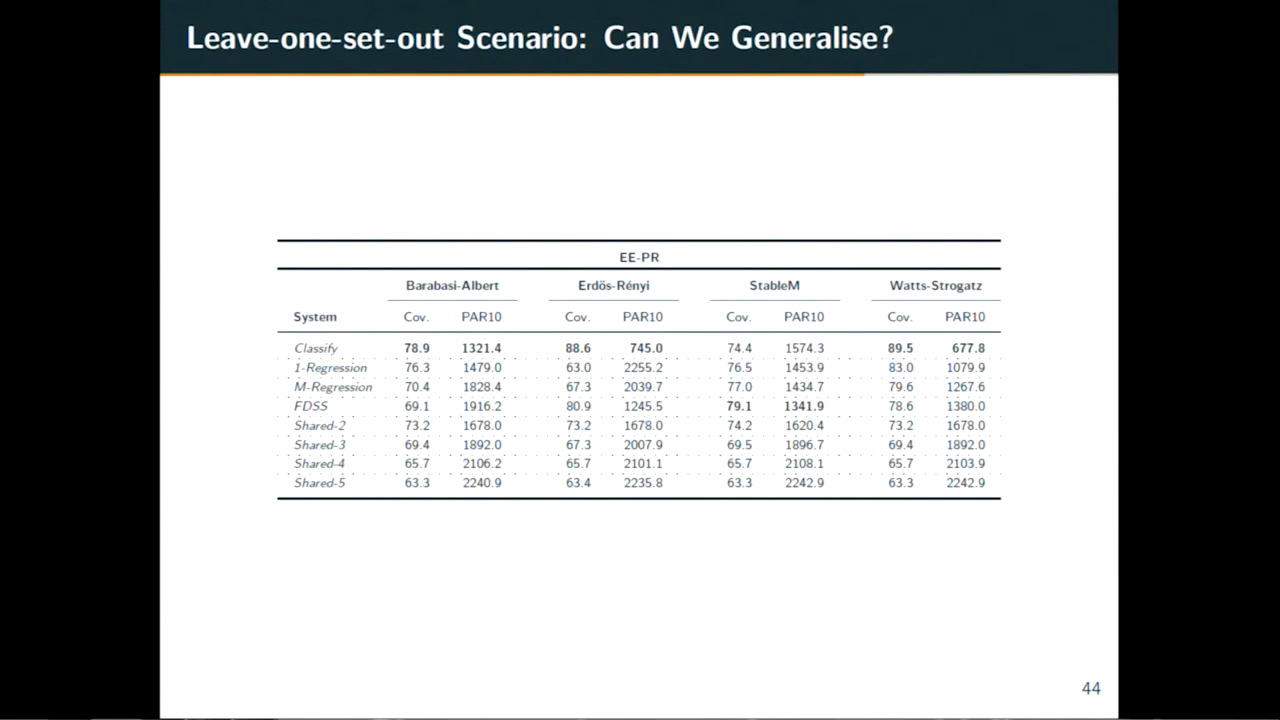 Leave-one-set-out Scenario: Can We Generalise?
EE-PR
Barabasi-Albert Erdös-Rényi StableM Watts-Strogatz
System Cov. PAR10 Cov. PAR10 Cov. PAR10 Cov. PAR10
Classify 78.9 1321.4 88.6 745.0 74.4 1574.3 89.5 677.8
1-Regression 76.3 1479.0 63.0 2255.2 76.5 1453.9 83.0 1079.9
M-Regression 70.4 1828.4 67.3 2039.7 77.0 1434.7 79.6 1267.6
FDSS 69.1 1916.2 80.9 1245.5 79.1 1341.9 78.6 1380.0
Shared-2 73.2 1678.0 73.2 1678.0 74.2 1620.4 73.2 1678.0
Shared-3 69.4 1892.0 67.3 2007.9 69.5 1896.7 69.4 1892.0
Shared-4 65.7 2106.2 65.7 2101.1 65.7 2108.1 65.7 2103.9
Shared-5 63.3 2240.9 63.4 2235.8 63.3 2242.9 63.3 2242.9
44